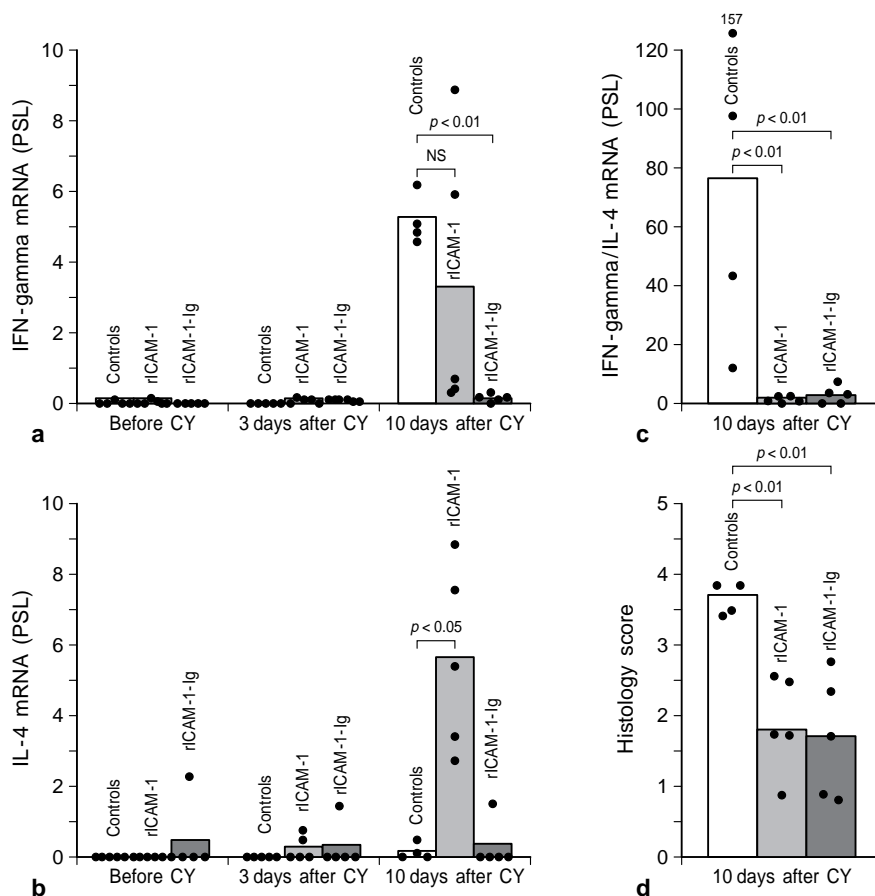 10
8
6
4
2
0
IFN-gamma mRNA (PSL)
Controls
rICAM-1
rICAM-1-Ig
Controls
rICAM-1
rICAM-1-Ig
Controls
rICAM-1
rICAM-1-Ig
p < 0.01
NS
Before CY
3 days after CY
10 days after CY
a
157
140
120
100
80
60
40
20
0
IFN-gamma/IL-4 mRNA (PSL)
Controls
rICAM-1
rICAM-1-Ig
p < 0.01
p < 0.01
10 days after CY
c
10
8
6
4
2
0
IL-4 mRNA (PSL)
Controls
rICAM-1
rICAM-1-Ig
Controls
rICAM-1
rICAM-1-Ig
Controls
rICAM-1
rICAM-1-Ig
p < 0.05
Before CY
3 days after CY
10 days after CY
b
5
4
3
2
1
0
Histology score
Controls
rICAM-1
rICAM-1-Ig
p < 0.01
p < 0.01
10 days after CY
d